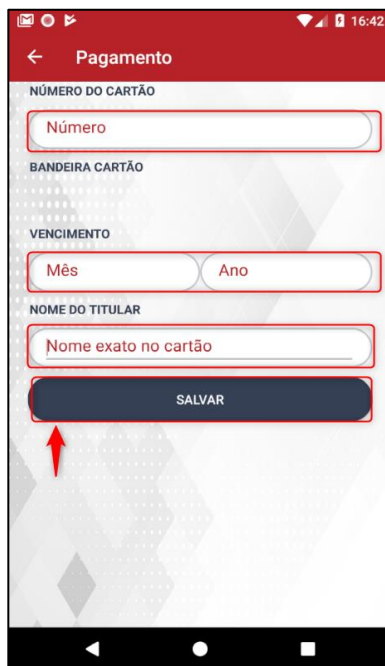 16:42
Pagamento
NÚMERO DO CARTÃO
Número
BANDEIRA CARTÃO
VENCIMENTO
Mês Ano
NOME DO TITULAR
Nome exato no cartão
SALVAR